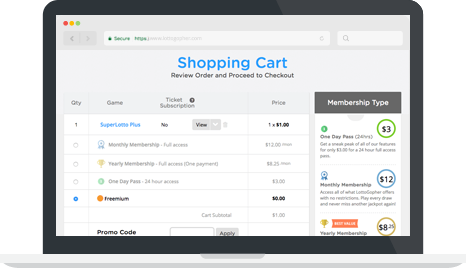 Secure https://www.lottogopher.com
Shopping Cart
Review Order and Proceed to Checkout
Qty Game Ticket Subscription Price
1 SuperLotto Plus No View 1 x $1.00
Monthly Membership - Full access $12.00 /mon
Yearly Membership - Full access (One payment) $8.25 /mon
One Day Pass - 24 hour access $3.00
Freemium $0.00
Cart Subtotal $1.00
Promo Code Apply
Membership Type
$3
One Day Pass (24hrs)
Get a sneak peak of all of our features
for only $3.00 for a 24 hour full access
pass.
$12
Monthly Membership
Access all of what LottoGopher offers
with no restrictions. Play every draw
and never miss another jackpot again!
BEST VALUE
$8.25
Yearly Membership